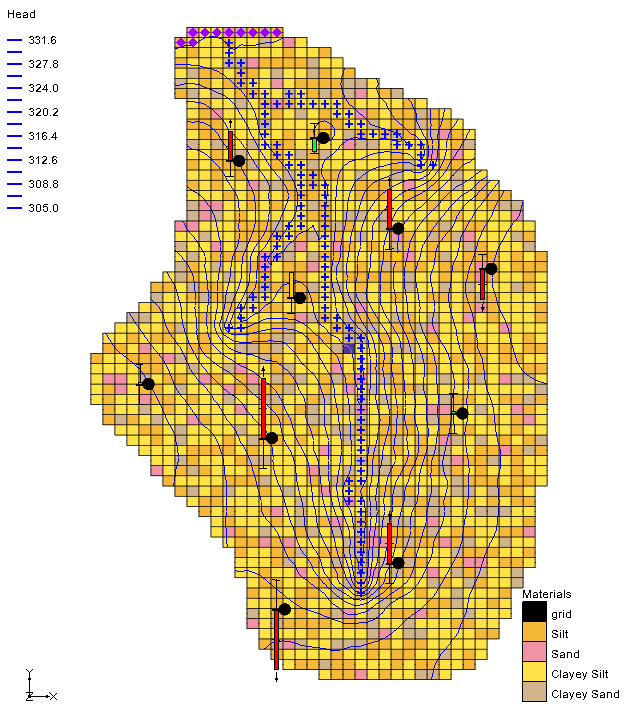 Head
331.6
327.8
324.0
320.2
316.4
312.6
308.8
305.0
Materials
grid
Silt
Sand
Clayey Silt
Clayey Sand
Y
Z X